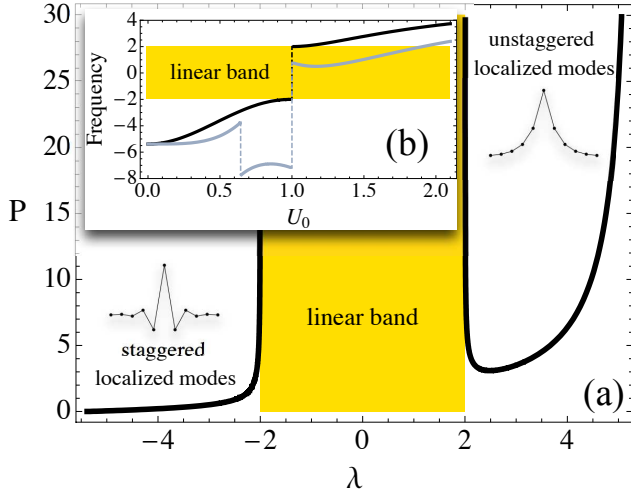 30
25
20
15
10
5
0
P
4
2
0
−2
−4
−6
−8
Frequency
linear band
(b)
0.0
0.5
1.0
1.5
2.0
U0
unstaggered
localized modes
staggered
localized modes
linear band
(a)
−4
−2
0
2
4
λ